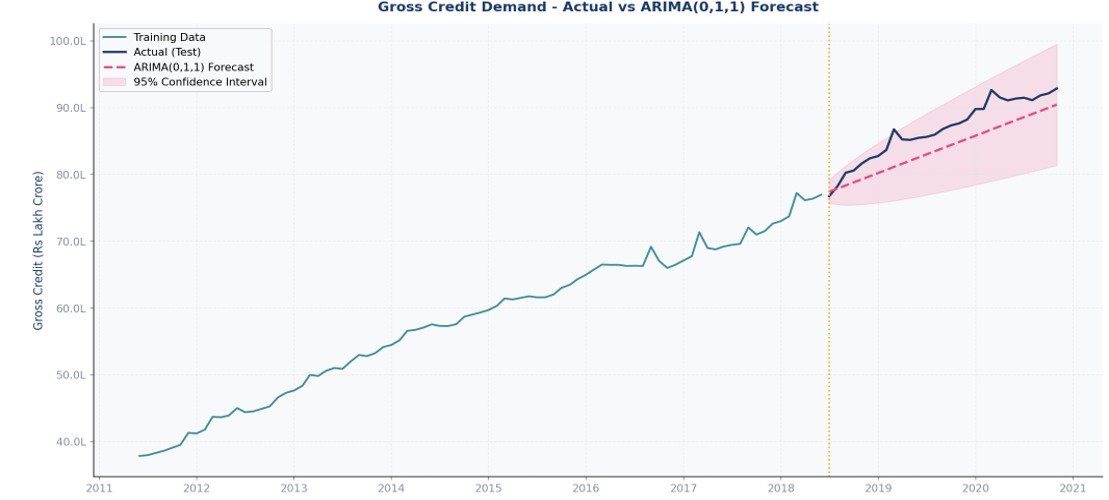 Gross Credit Demand - Actual vs ARIMA(0,1,1) Forecast
Training Data
Actual (Test)
ARIMA(0,1,1) Forecast
95% Confidence Interval
Gross Credit (Rs Lakh Crore)
100.0L
90.0L
80.0L
70.0L
60.0L
50.0L
40.0L
2011 2012 2013 2014 2015 2016 2017 2018 2019 2020 2021